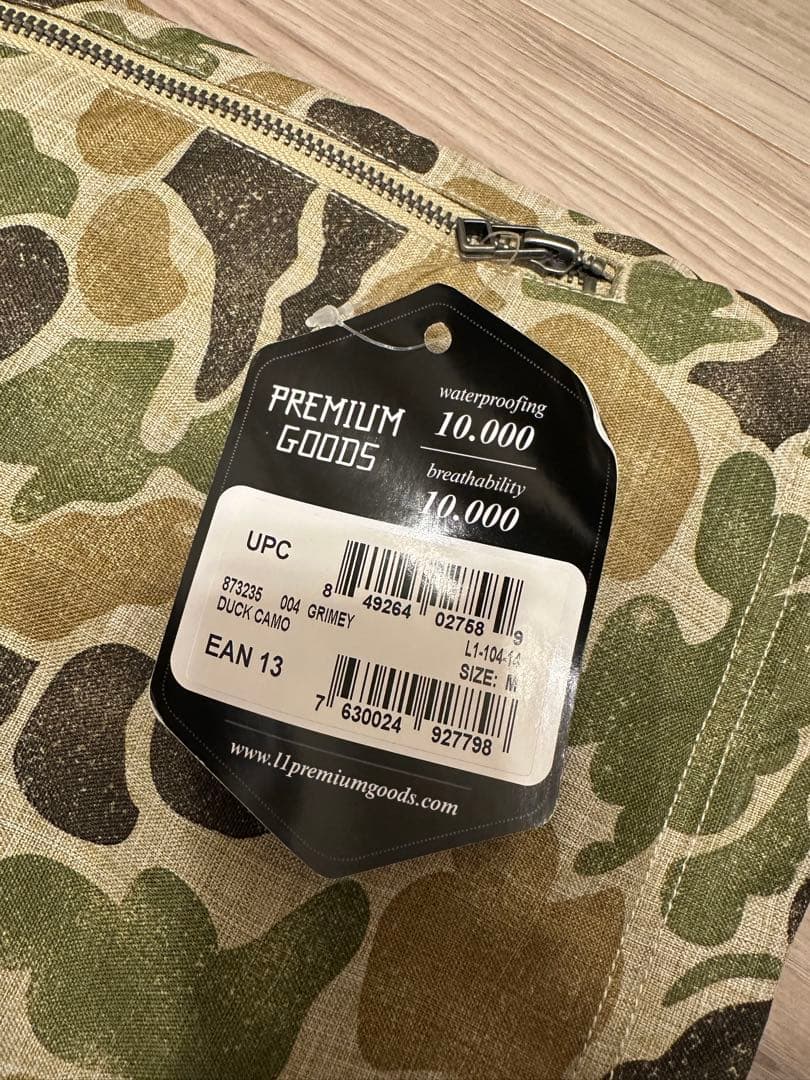 PREMIUM
GOODS
waterproofing
10.000
breathability
10.000
UPC
8 49264 02758 9
873235 004 GRIMEY
DUCK CAMO
L1-104-14
SIZE: M
EAN 13
7 630024 927798
www.l1premiumgoods.com